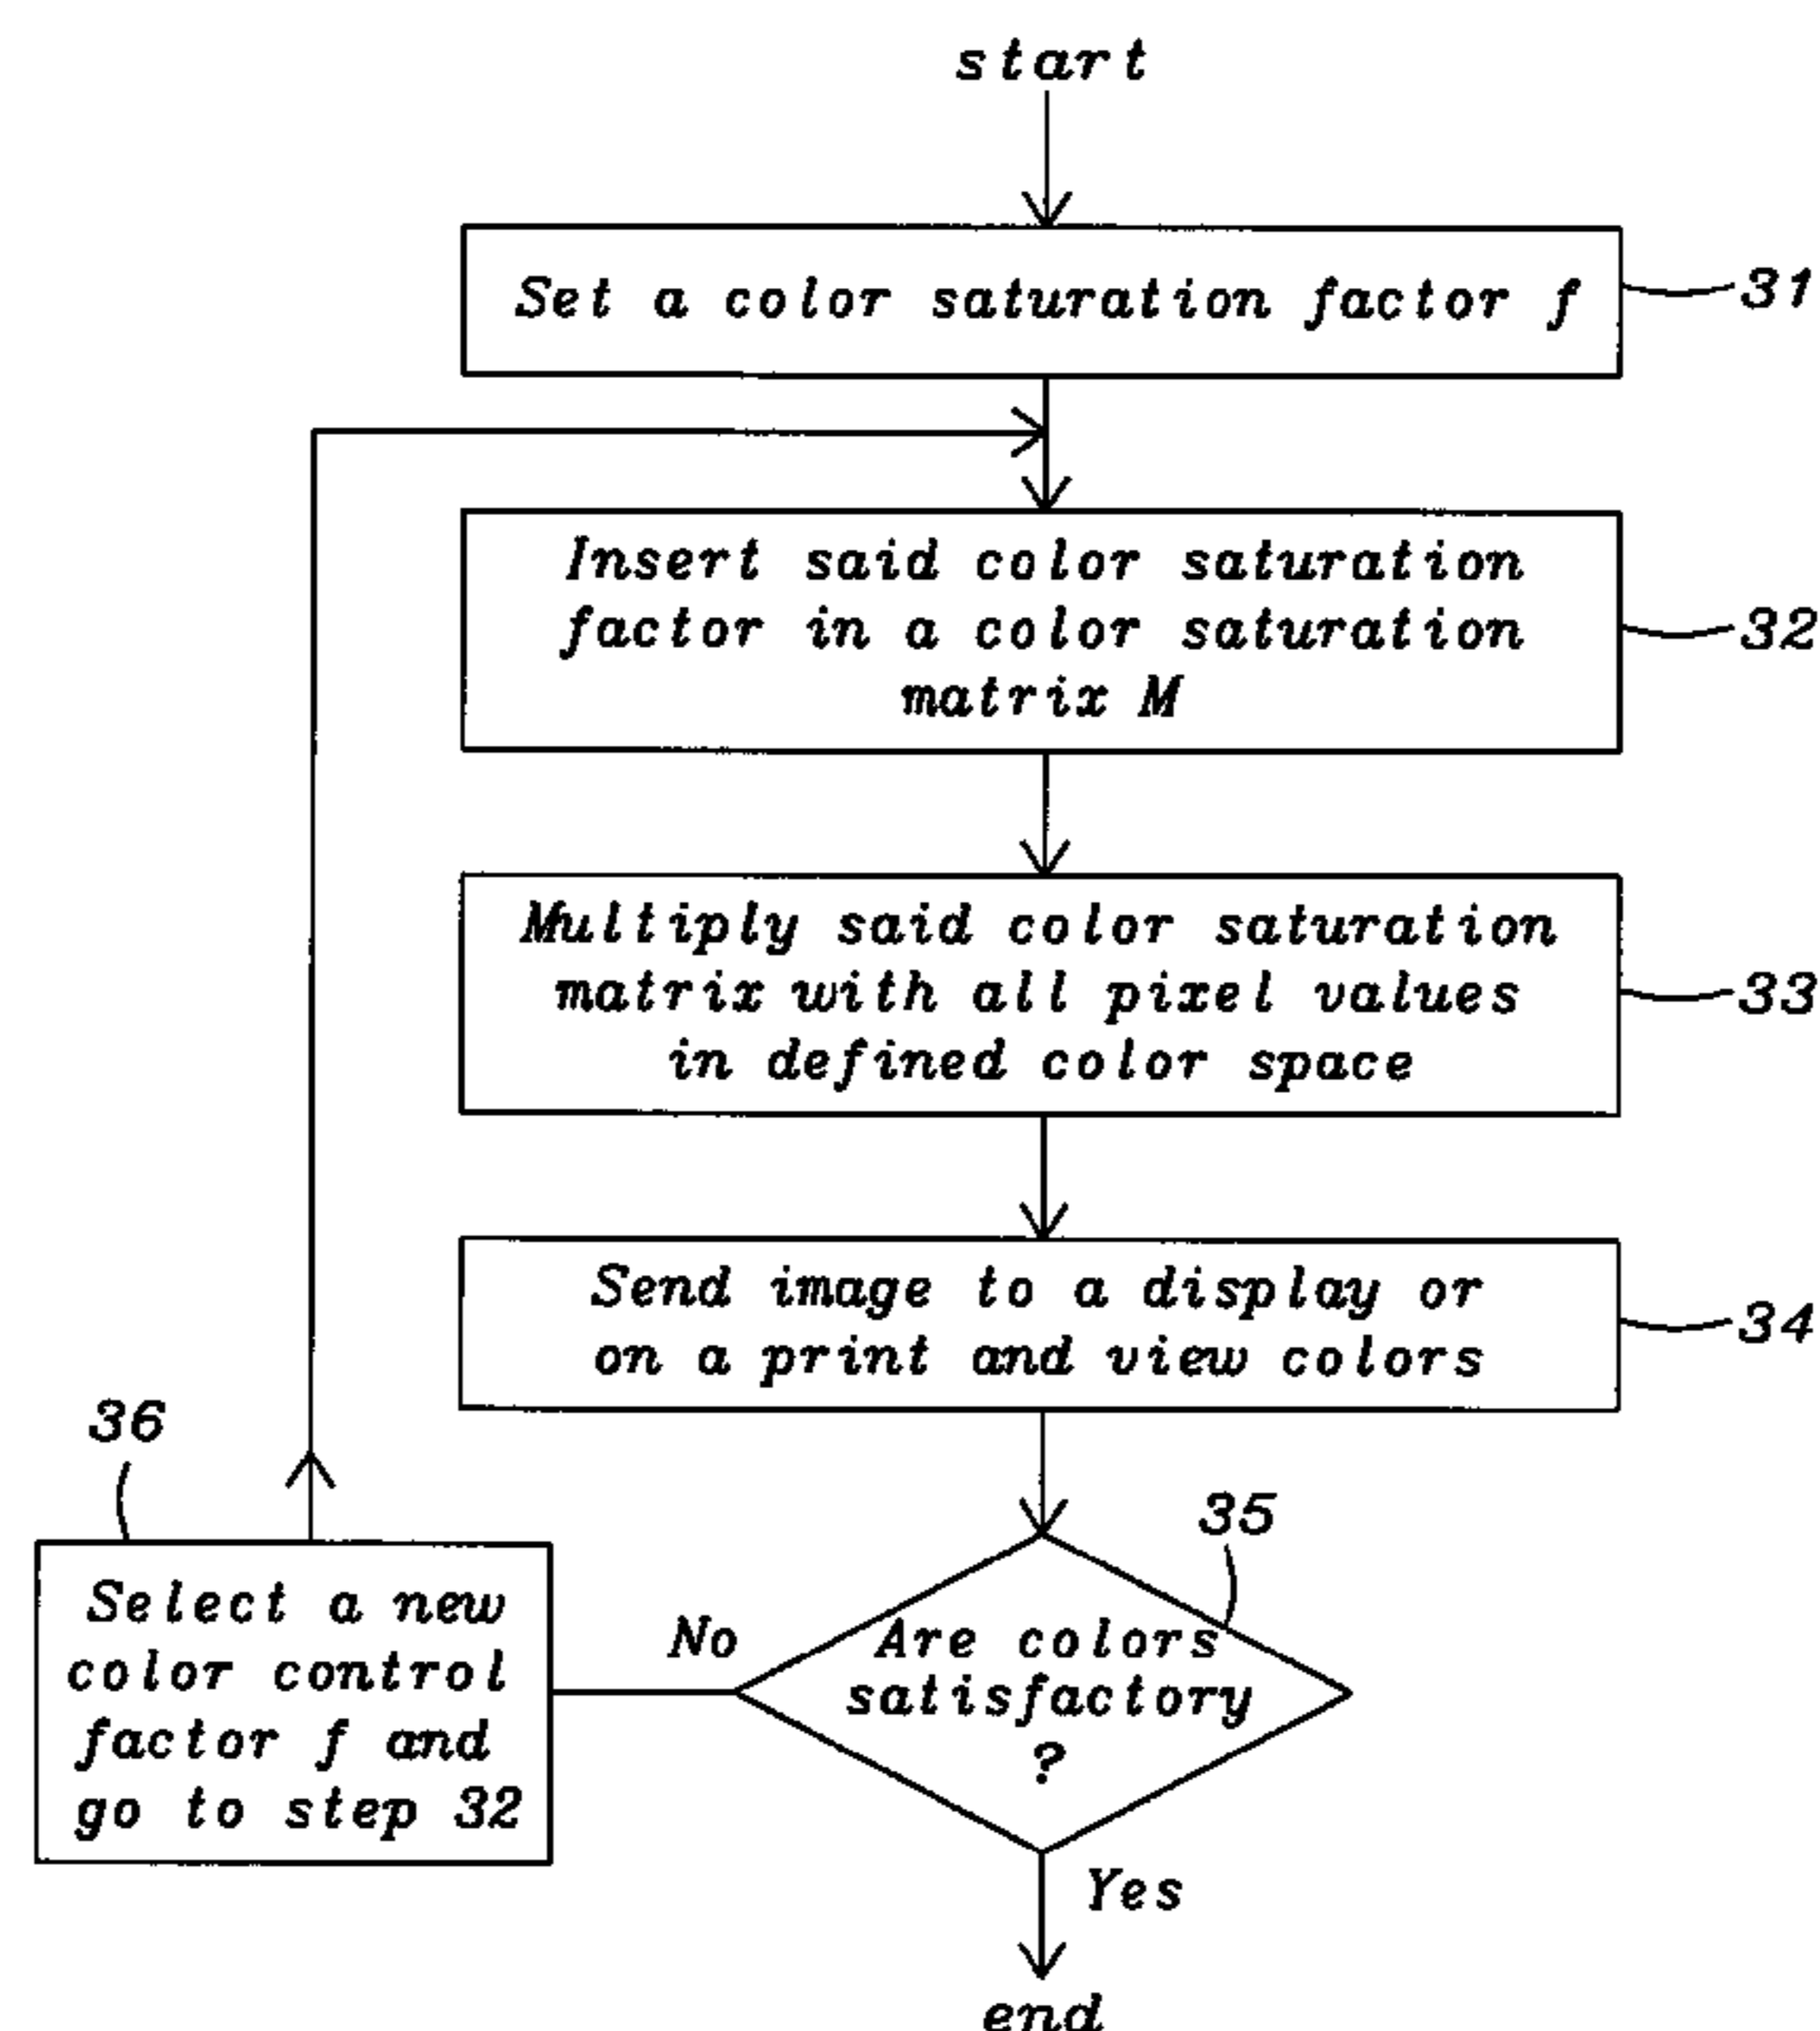 start
Set a color saturation factor f
31
Insert said color saturation
factor in a color saturation
matrix M
32
Multiply said color saturation
matrix with all pixel values
in defined color space
33
Send image to a display or
on a print and view colors
34
36
35
Select a new
color control
factor f and
go to step 32
No
Are colors
satisfactory
?
Yes
end